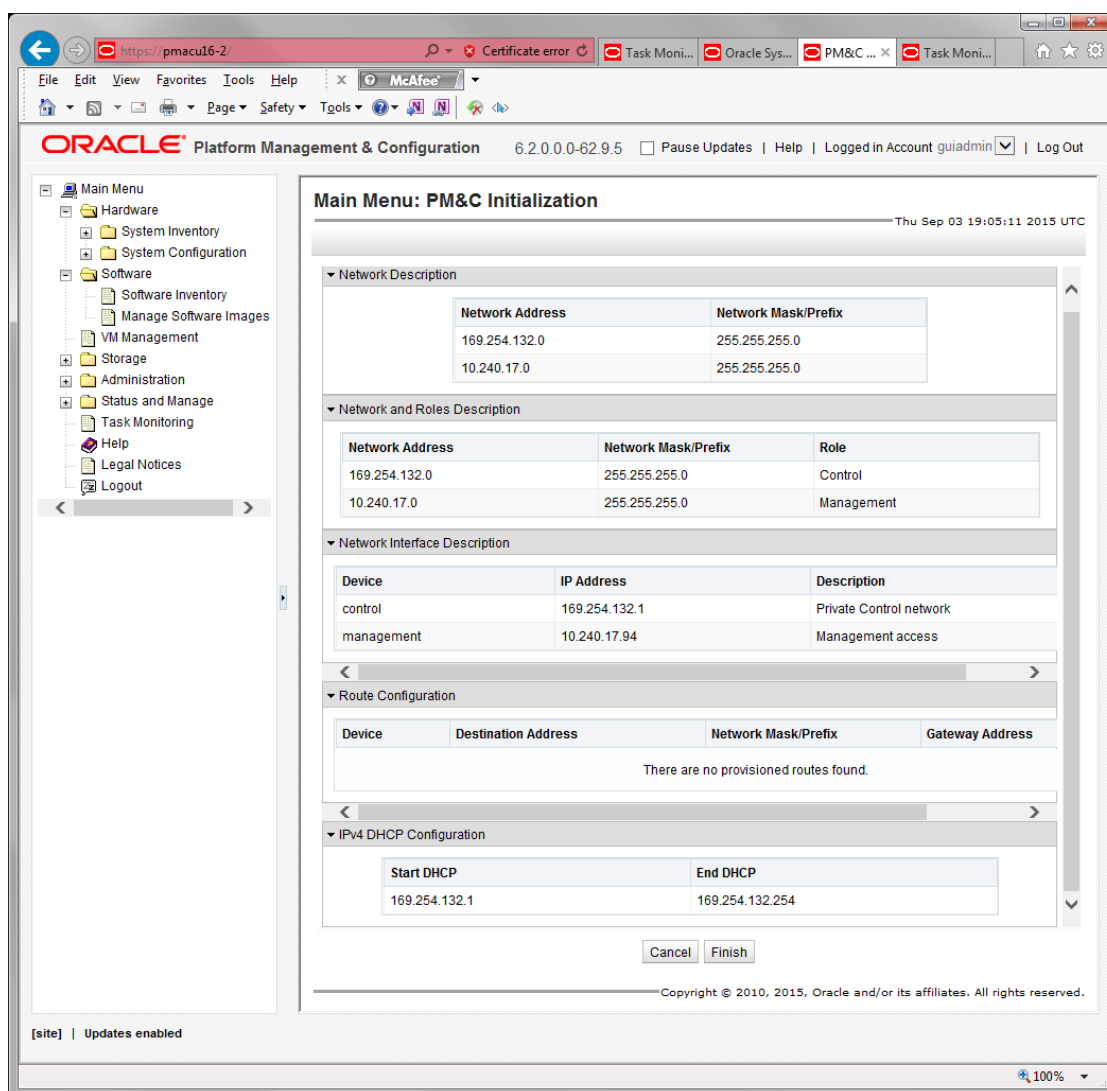 https://pmacu16-2/ Certificate error Task Moni... Oracle Sys... PM&C ... Task Moni...
File Edit View Favorites Tools Help x McAfee
Page Safety Tools
ORACLE Platform Management & Configuration 6.2.0.0.0-62.9.5 Pause Updates | Help | Logged in Account guiadmin | Log Out
Main Menu
Hardware
System Inventory
System Configuration
Software
Software Inventory
Manage Software Images
VM Management
Storage
Administration
Status and Manage
Task Monitoring
Help
Legal Notices
Logout
Main Menu: PM&C Initialization
Thu Sep 03 19:05:11 2015 UTC
Network Description
Network Address Network Mask/Prefix
169.254.132.0 255.255.255.0
10.240.17.0 255.255.255.0
Network and Roles Description
Network Address Network Mask/Prefix Role
169.254.132.0 255.255.255.0 Control
10.240.17.0 255.255.255.0 Management
Network Interface Description
Device IP Address Description
control 169.254.132.1 Private Control network
management 10.240.17.94 Management access
Route Configuration
Device Destination Address Network Mask/Prefix Gateway Address
There are no provisioned routes found.
IPv4 DHCP Configuration
Start DHCP End DHCP
169.254.132.1 169.254.132.254
Cancel Finish
Copyright © 2010, 2015, Oracle and/or its affiliates. All rights reserved.
[site] | Updates enabled
100%